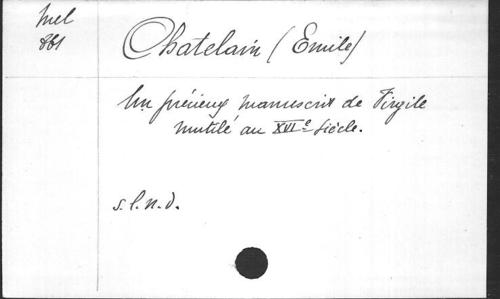 Mel
861
Chatelain (Emile)
Un précieux manuscrit de Virgile
mutilé au XVIe siècle.
s. l. n. d.